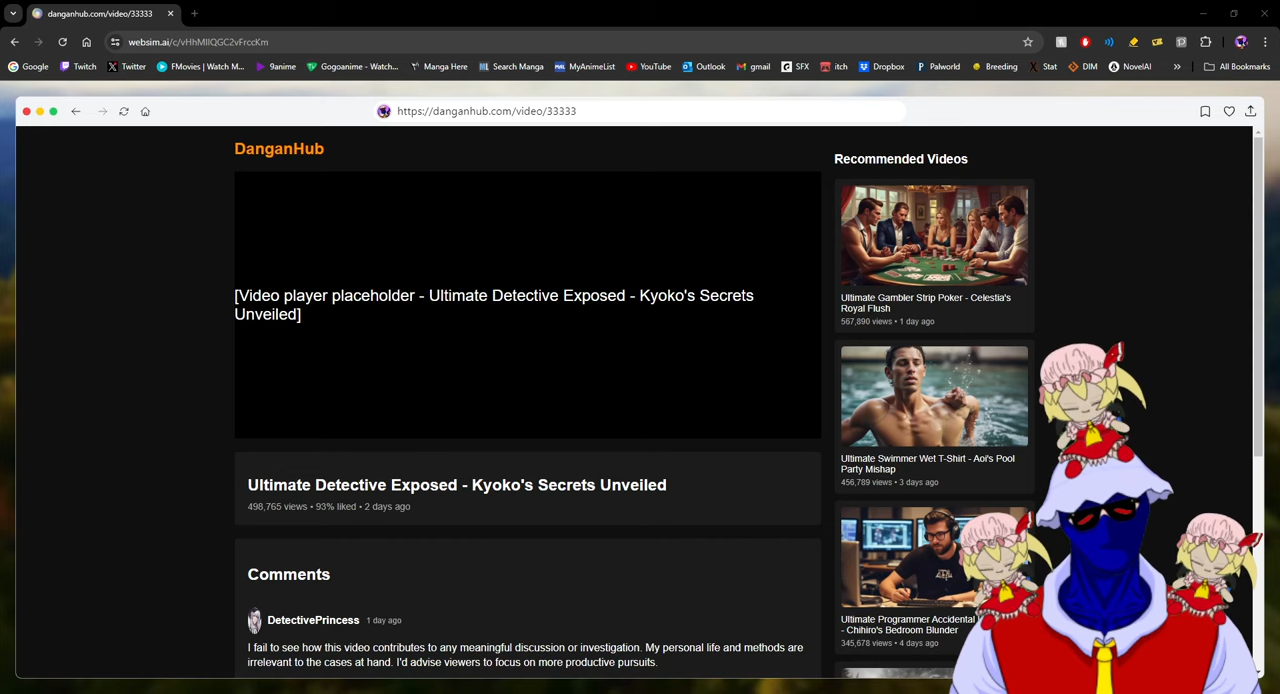 danganhub.com/video/33333
websim.ai/c/vHhMIlQGC2vFrccKm
Google
Twitch
Twitter
FMovies | Watch M...
9anime
Gogoanime - Watch...
Manga Here
Search Manga
MyAnimeList
YouTube
Outlook
gmail
SFX
itch
Dropbox
Palworld
Breeding
Stat
DIM
NovelAI
»
All Bookmarks
https://danganhub.com/video/33333
DanganHub
[Video player placeholder - Ultimate Detective Exposed - Kyoko's Secrets
Unveiled]
Ultimate Detective Exposed - Kyoko's Secrets Unveiled
498,765 views • 93% liked • 2 days ago
Comments
DetectivePrincess 1 day ago
I fail to see how this video contributes to any meaningful discussion or investigation. My personal life and methods are
irrelevant to the cases at hand. I'd advise viewers to focus on more productive pursuits.
Recommended Videos
Ultimate Gambler Strip Poker - Celestia's
Royal Flush
567,890 views • 1 day ago
Ultimate Swimmer Wet T-Shirt - Aoi's Pool
Party Mishap
456,789 views • 3 days ago
Ultimate Programmer Accidental
- Chihiro's Bedroom Blunder
345,678 views • 4 days ago